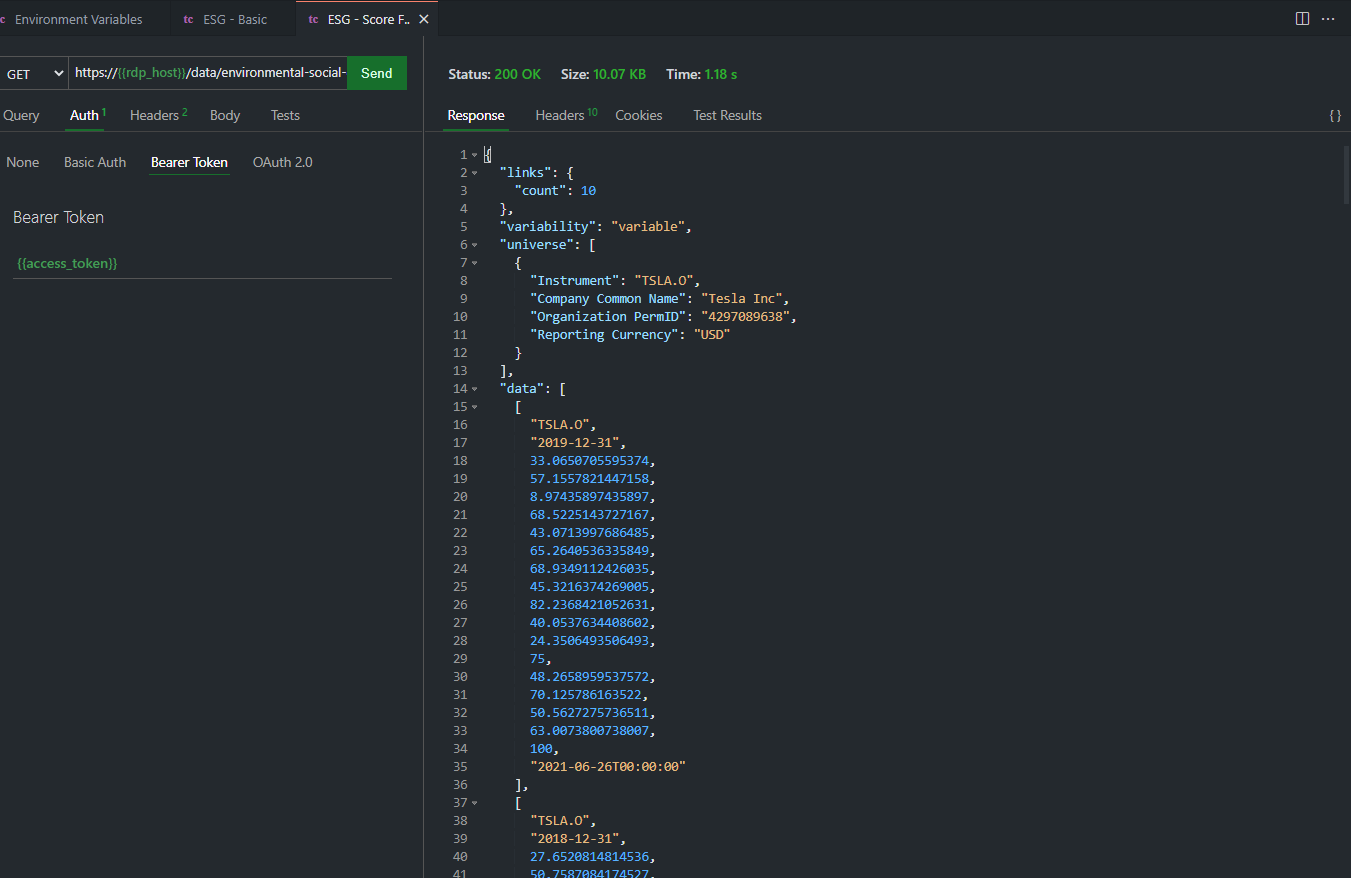 c Environment Variables
tc ESG - Basic
tc ESG - Score F..
GET https://{{rdp_host}}/data/environmental-social- Send
Query Auth 1 Headers 2 Body Tests
None Basic Auth Bearer Token OAuth 2.0
Bearer Token
{{access_token}}
Status: 200 OK Size: 10.07 KB Time: 1.18 s
Response Headers 10 Cookies Test Results { }
1 {
2 "links": {
3 "count": 10
4 },
5 "variability": "variable",
6 "universe": [
7 {
8 "Instrument": "TSLA.O",
9 "Company Common Name": "Tesla Inc",
10 "Organization PermID": "4297089638",
11 "Reporting Currency": "USD"
12 }
13 ],
14 "data": [
15 [
16 "TSLA.O",
17 "2019-12-31",
18 33.0650705595374,
19 57.1557821447158,
20 8.97435897435897,
21 68.5225143727167,
22 43.0713997686485,
23 65.2640536335849,
24 68.9349112426035,
25 45.3216374269005,
26 82.2368421052631,
27 40.0537634408602,
28 24.3506493506493,
29 75,
30 48.2658959537572,
31 70.125786163522,
32 50.5627275736511,
33 63.0073800738007,
34 100,
35 "2021-06-26T00:00:00"
36 ],
37 [
38 "TSLA.O",
39 "2018-12-31",
40 27.6520814814536,
41 50.7587084174527,